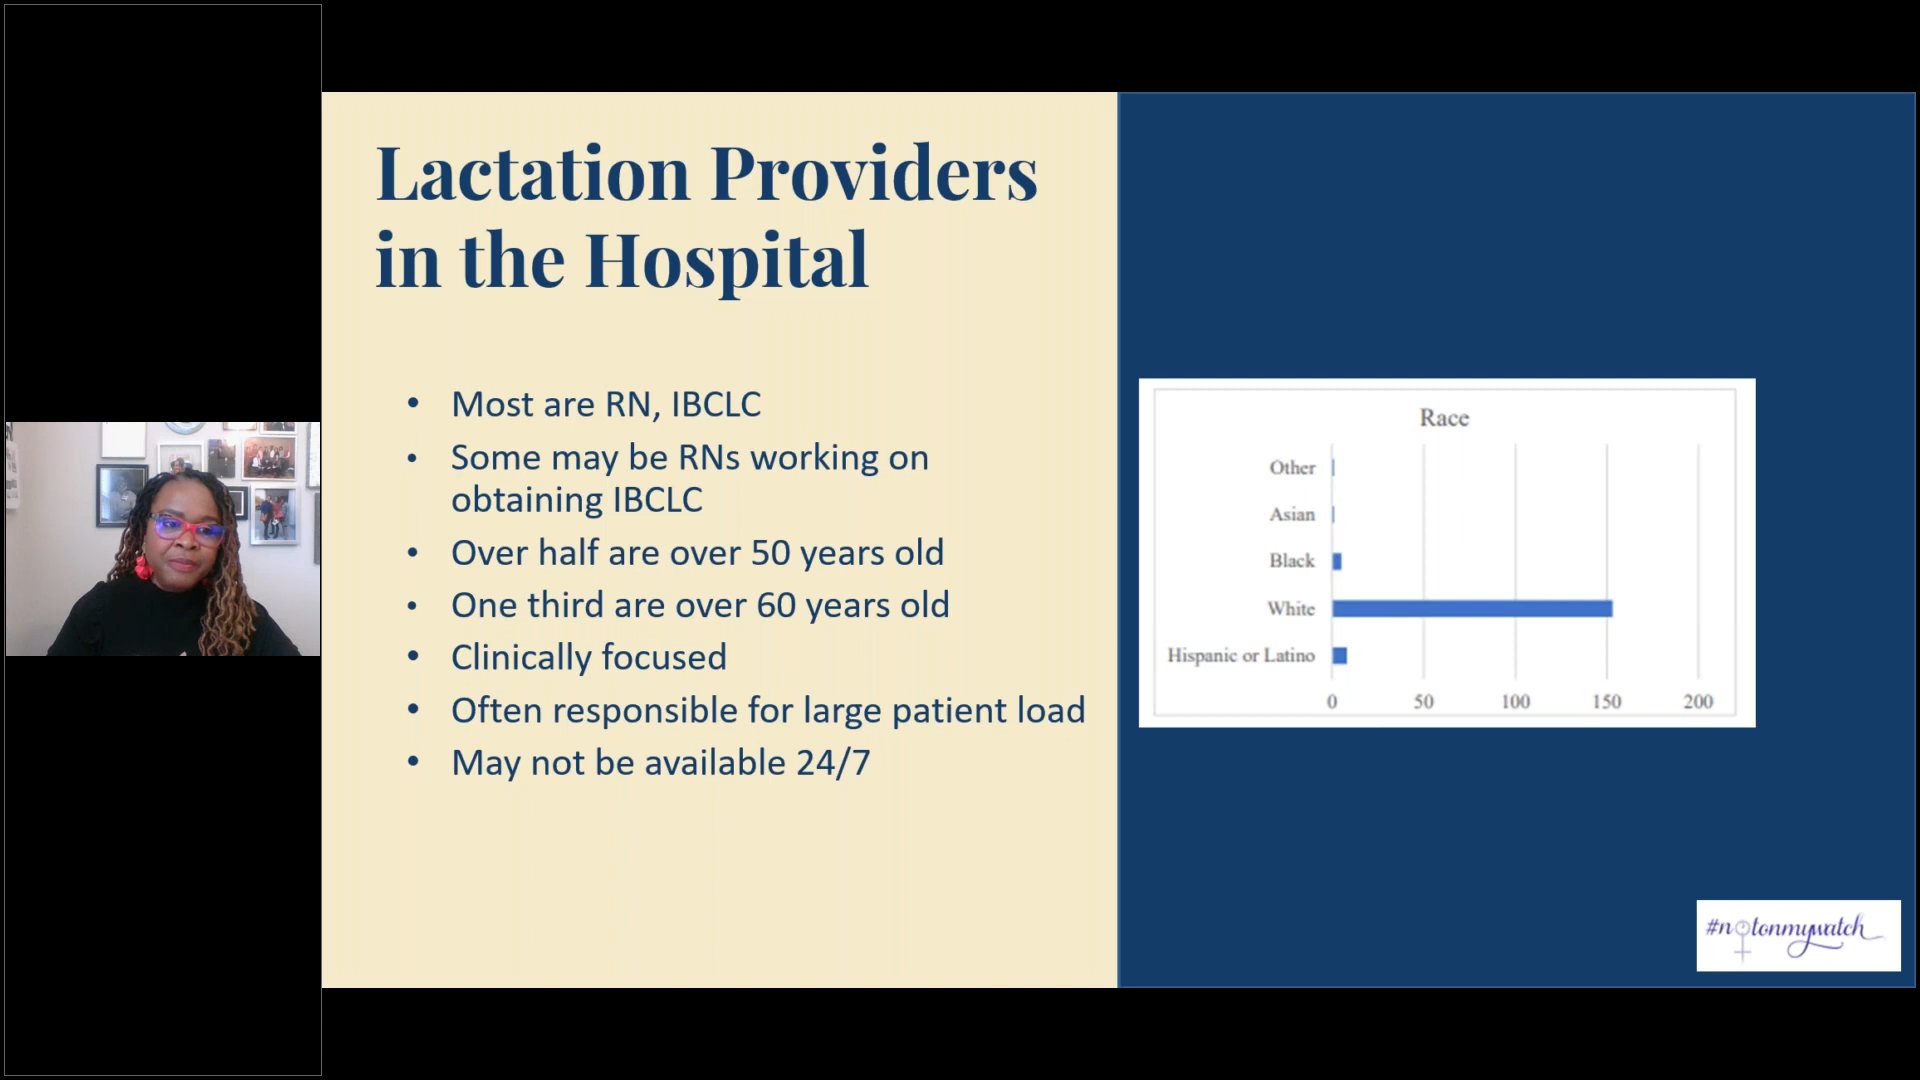 Lactation Providers
in the Hospital
• Most are RN, IBCLC
• Some may be RNs working on
obtaining IBCLC
• Over half are over 50 years old
• One third are over 60 years old
• Clinically focused
• Often responsible for large patient load
• May not be available 24/7
Race
Other
Asian
Black
White
Hispanic or Latino
0 50 100 150 200
#notonmywatch